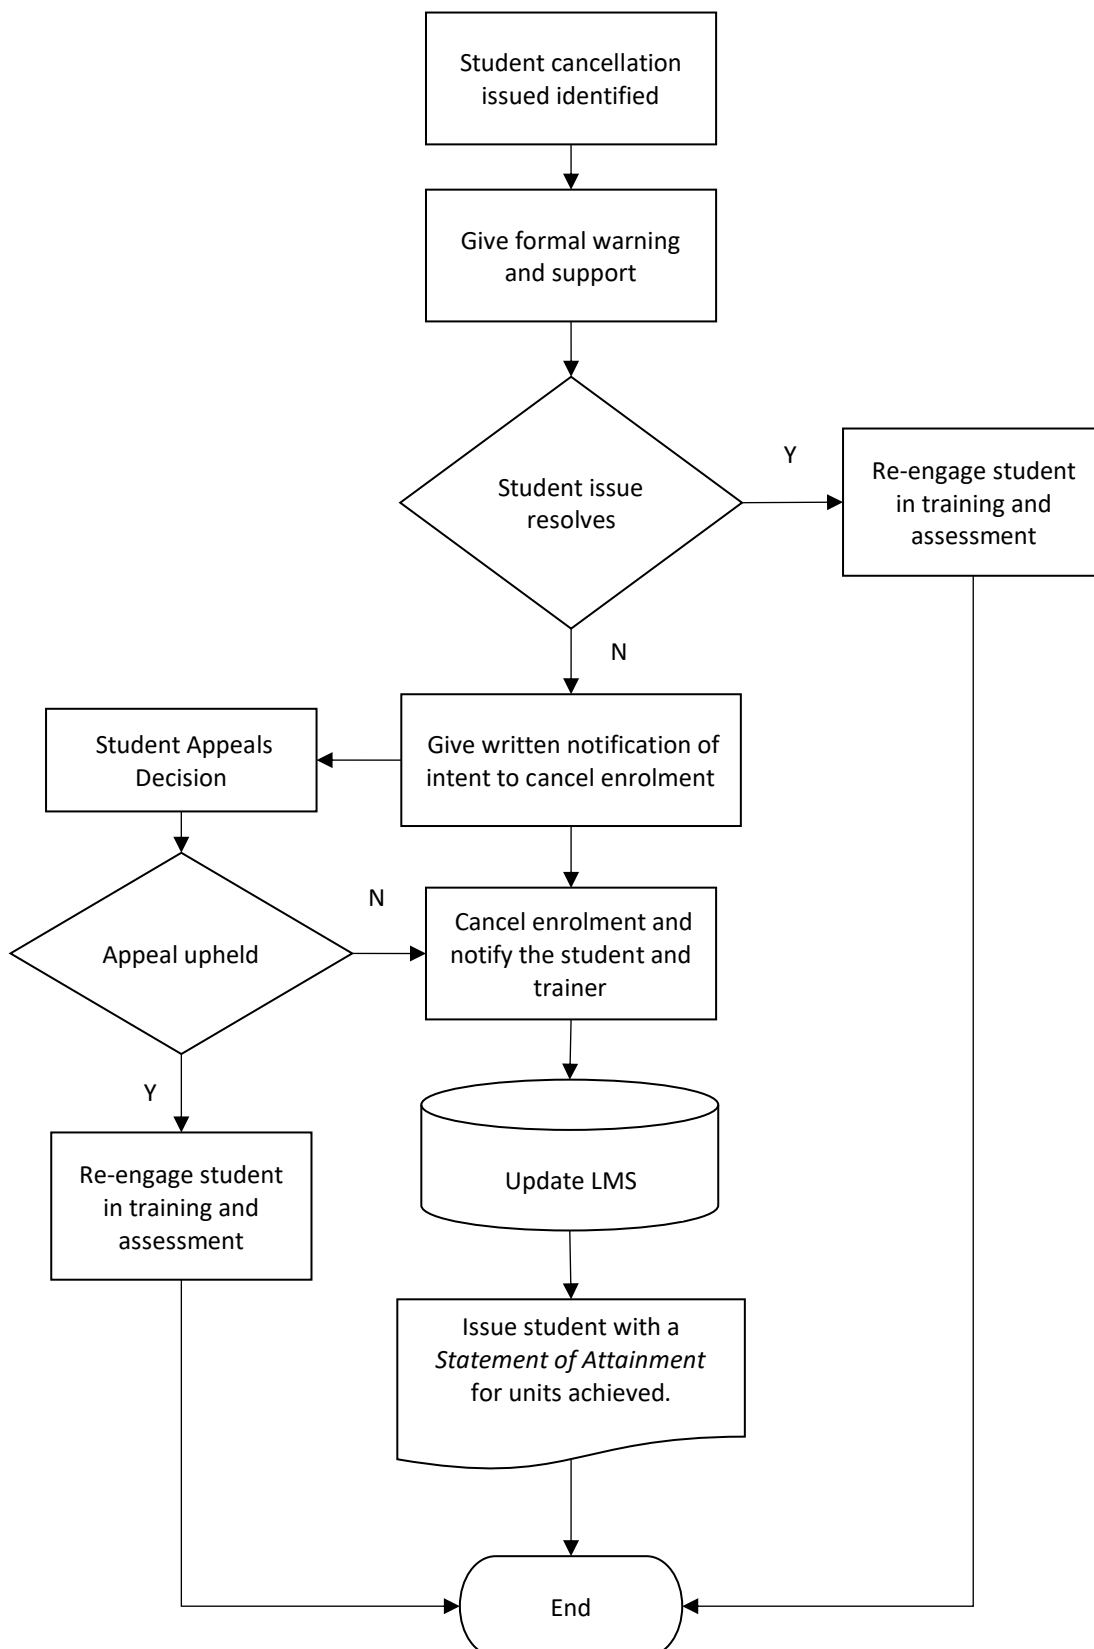 Student cancellation
issued identified
Give formal warning
and support
Student issue
resolves
Y
Re-engage student
in training and
assessment
N
Give written notification of
intent to cancel enrolment
Student Appeals
Decision
Appeal upheld
N
Cancel enrolment and
notify the student and
trainer
Y
Re-engage student
in training and
assessment
Update LMS
Issue student with a
Statement of Attainment
for units achieved.
End